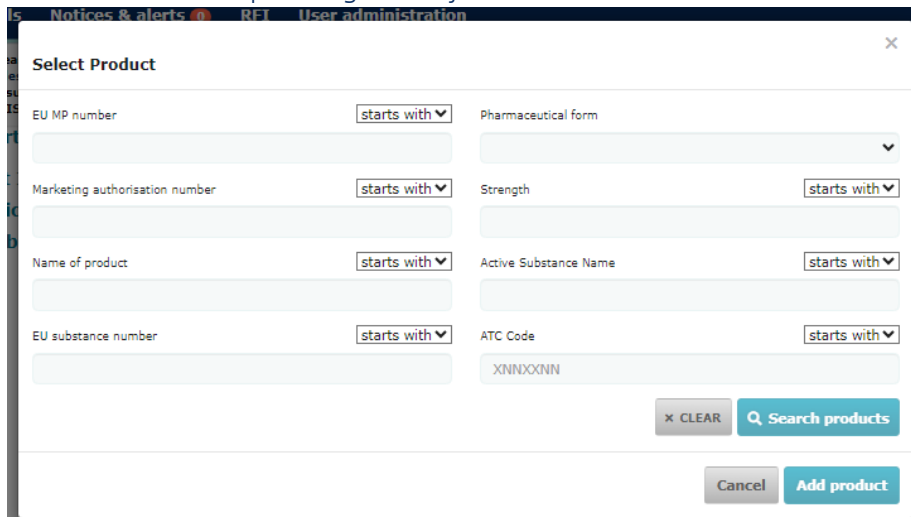 Notices & alerts 0 RFI User administration
×
Select Product
EU MP number starts with Pharmaceutical form
Marketing authorisation number starts with Strength starts with
Name of product starts with Active Substance Name starts with
EU substance number starts with ATC Code starts with
XNNXXNN
× CLEAR Search products
Cancel Add product